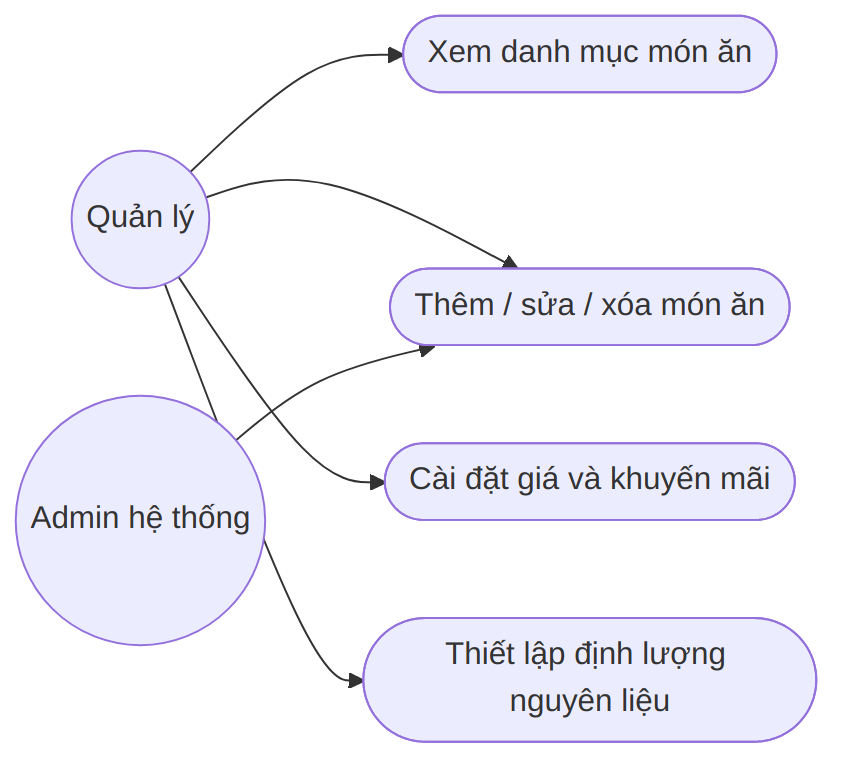 Xem danh mục món ăn
Quản lý
Thêm / sửa / xóa món ăn
Cài đặt giá và khuyến mãi
Admin hệ thống
Thiết lập định lượng
nguyên liệu